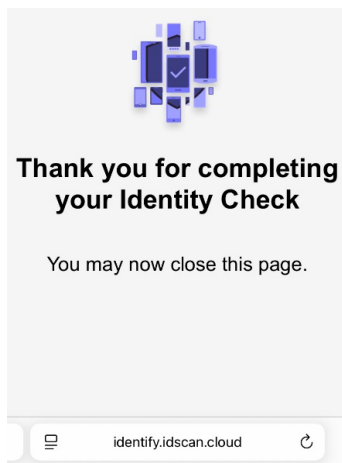 Thank you for completing
your Identity Check
You may now close this page.
identify.idscan.cloud